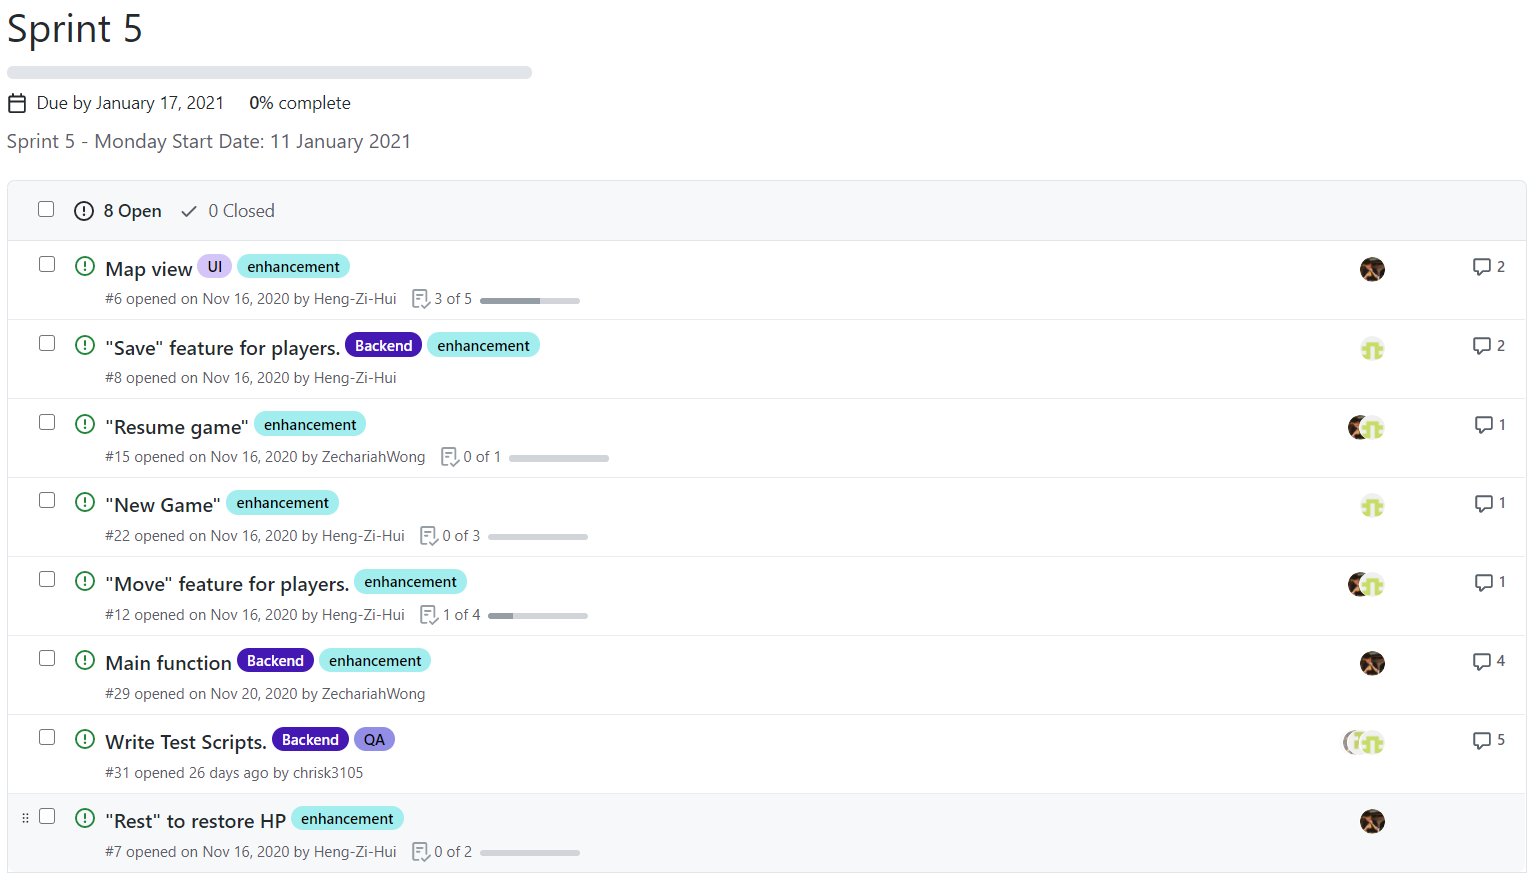 Sprint 5
Due by January 17, 2021 0% complete
Sprint 5 - Monday Start Date: 11 January 2021
8 Open 0 Closed
Map view UI enhancement 2
#6 opened on Nov 16, 2020 by Heng-Zi-Hui 3 of 5
"Save" feature for players. Backend enhancement 2
#8 opened on Nov 16, 2020 by Heng-Zi-Hui
"Resume game" enhancement 1
#15 opened on Nov 16, 2020 by ZechariahWong 0 of 1
"New Game" enhancement 1
#22 opened on Nov 16, 2020 by Heng-Zi-Hui 0 of 3
"Move" feature for players. enhancement 1
#12 opened on Nov 16, 2020 by Heng-Zi-Hui 1 of 4
Main function Backend enhancement 4
#29 opened on Nov 20, 2020 by ZechariahWong
Write Test Scripts. Backend QA 5
#31 opened 26 days ago by chrisk3105
"Rest" to restore HP enhancement
#7 opened on Nov 16, 2020 by Heng-Zi-Hui 0 of 2